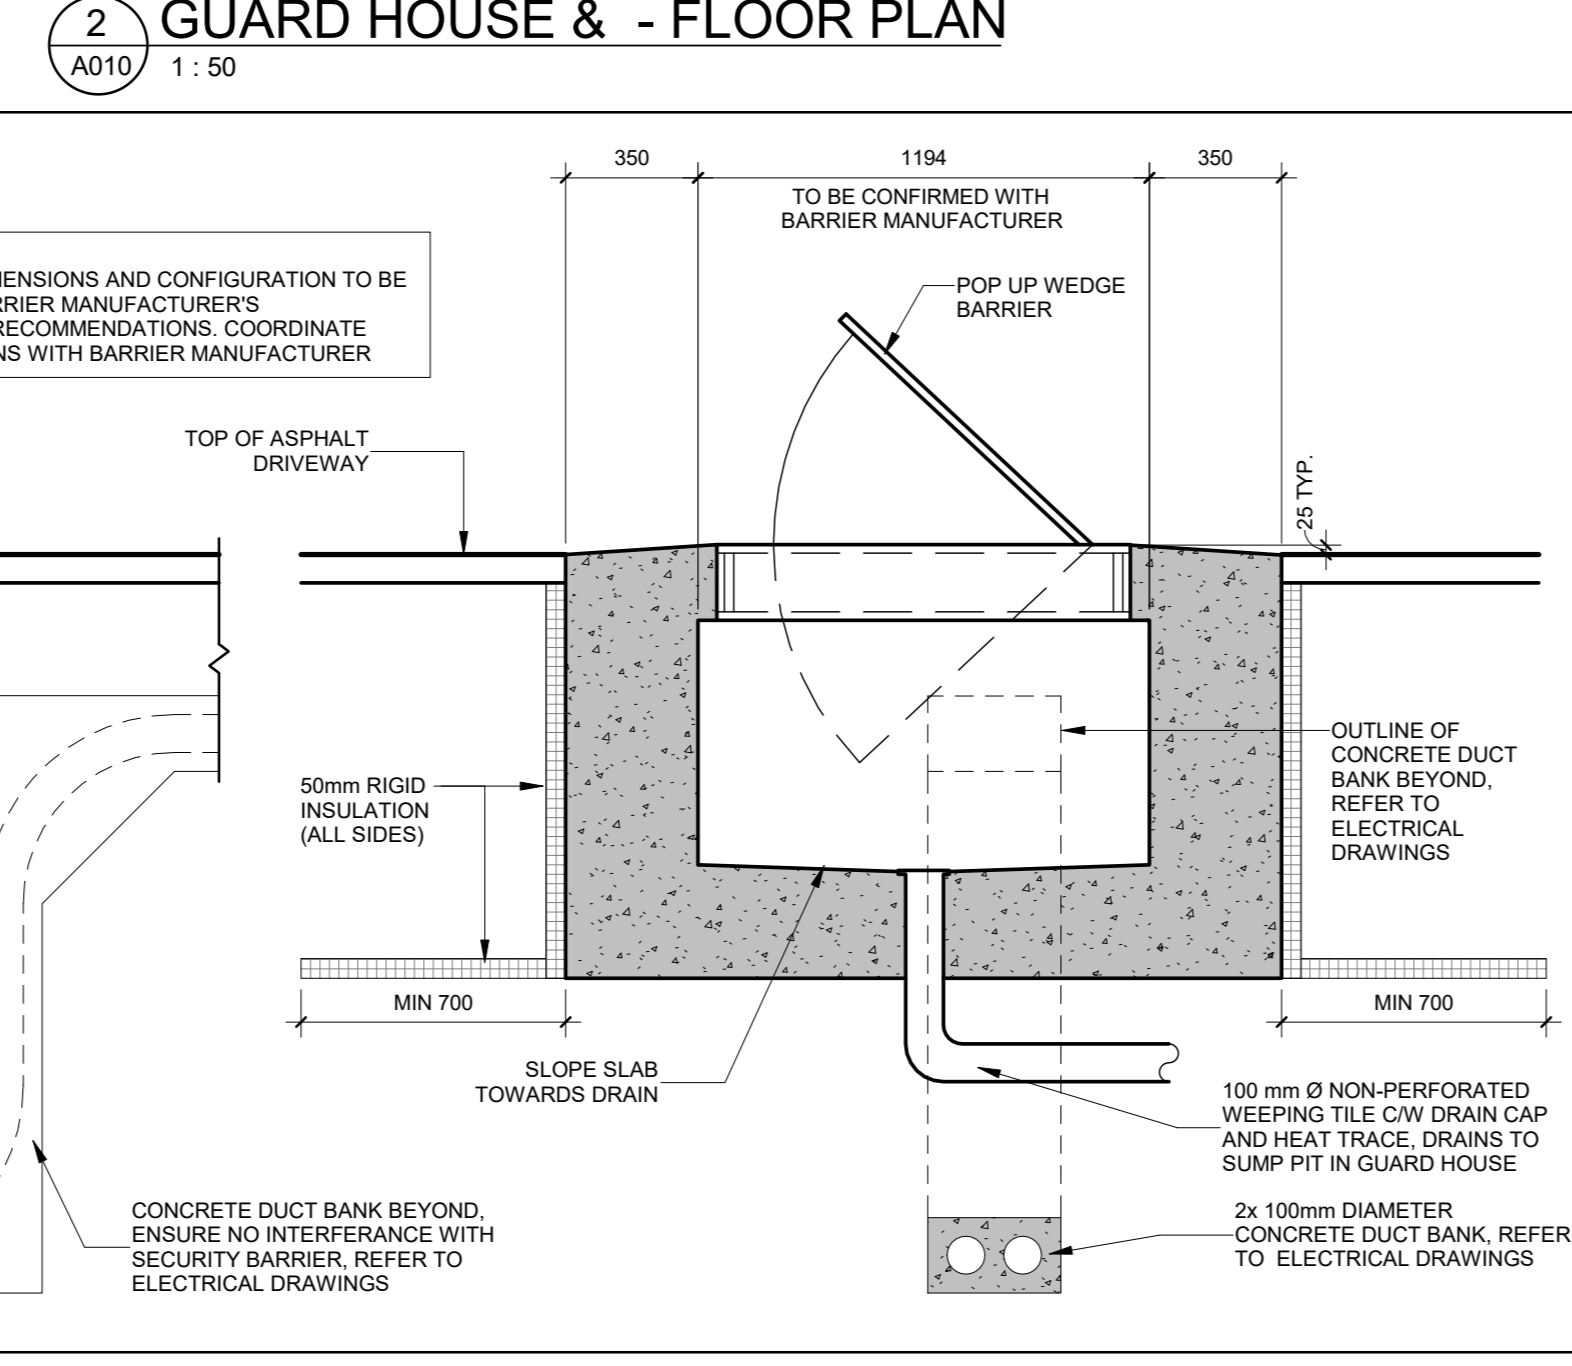 2
GUARD HOUSE &  - FLOOR PLAN
A010
1 : 50
350
1194
350
TO BE CONFIRMED WITH
BARRIER MANUFACTURER
POP UP WEDGE
BARRIER
AND CONFIGURATION TO BE
MANUFACTURER'S
RECOMMENDATIONS. COORDINATE
WITH BARRIER MANUFACTURER
TOP OF ASPHALT
DRIVEWAY
25 TYP.
OUTLINE OF
CONCRETE DUCT
BANK BEYOND,
REFER TO
ELECTRICAL
DRAWINGS
50mm RIGID
INSULATION
(ALL SIDES)
MIN 700
MIN 700
SLOPE SLAB
TOWARDS DRAIN
100 mm Ø NON-PERFORATED
WEEPING TILE C/W DRAIN CAP
AND HEAT TRACE, DRAINS TO
SUMP PIT IN GUARD HOUSE
CONCRETE DUCT BANK BEYOND,
ENSURE NO INTERFERANCE WITH
SECURITY BARRIER, REFER TO
ELECTRICAL DRAWINGS
2x 100mm DIAMETER
CONCRETE DUCT BANK, REFER
TO  ELECTRICAL DRAWINGS